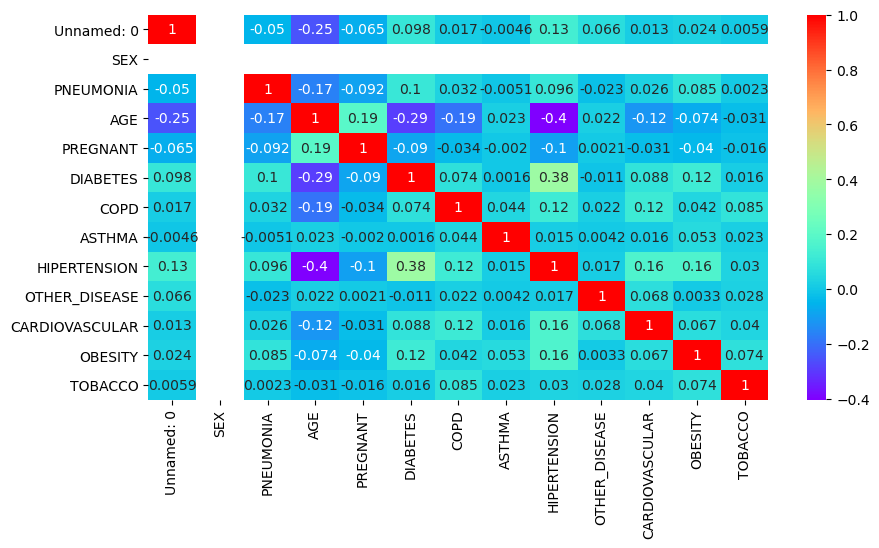 Unnamed: 0 1 -0.05 -0.25 -0.065 0.098 0.017 -0.0046 0.13 0.066 0.013 0.024 0.0059
SEX
PNEUMONIA -0.05 1 -0.17 -0.092 0.1 0.032 -0.0051 0.096 -0.023 0.026 0.085 0.0023
AGE -0.25 -0.17 1 0.19 -0.29 -0.19 0.023 -0.4 0.022 -0.12 -0.074 -0.031
PREGNANT -0.065 -0.092 0.19 1 -0.09 -0.034 -0.002 -0.1 0.0021 -0.031 -0.04 -0.016
DIABETES 0.098 0.1 -0.29 -0.09 1 0.074 0.0016 0.38 -0.011 0.088 0.12 0.016
COPD 0.017 0.032 -0.19 -0.034 0.074 1 0.044 0.12 0.022 0.12 0.042 0.085
ASTHMA -0.0046 -0.0051 0.023 -0.002 0.0016 0.044 1 0.015 0.0042 0.016 0.053 0.023
HIPERTENSION 0.13 0.096 -0.4 -0.1 0.38 0.12 0.015 1 0.017 0.16 0.16 0.03
OTHER_DISEASE 0.066 -0.023 0.022 0.0021 -0.011 0.022 0.0042 0.017 1 0.068 0.0033 0.028
CARDIOVASCULAR 0.013 0.026 -0.12 -0.031 0.088 0.12 0.016 0.16 0.068 1 0.067 0.04
OBESITY 0.024 0.085 -0.074 -0.04 0.12 0.042 0.053 0.16 0.0033 0.067 1 0.074
TOBACCO 0.0059 0.0023 -0.031 -0.016 0.016 0.085 0.023 0.03 0.028 0.04 0.074 1
Unnamed: 0
SEX
PNEUMONIA
AGE
PREGNANT
DIABETES
COPD
ASTHMA
HIPERTENSION
OTHER_DISEASE
CARDIOVASCULAR
OBESITY
TOBACCO
1.0
0.8
0.6
0.4
0.2
0.0
−0.2
−0.4